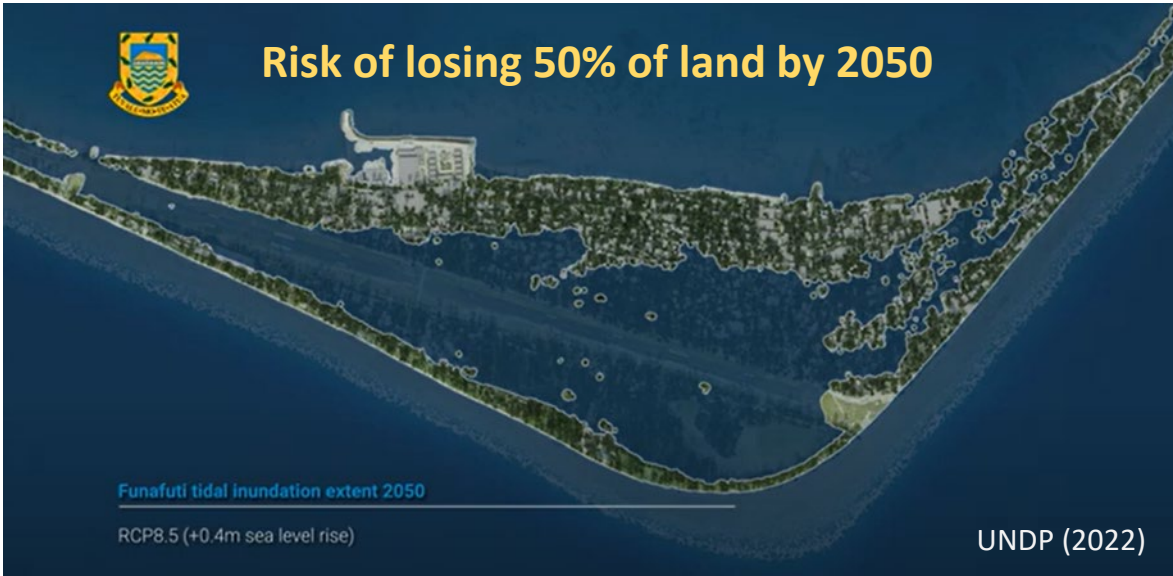 Risk of losing 50% of land by 2050
Funafuti tidal inundation extent 2050
RCP8.5 (+0.4m sea level rise)
UNDP (2022)